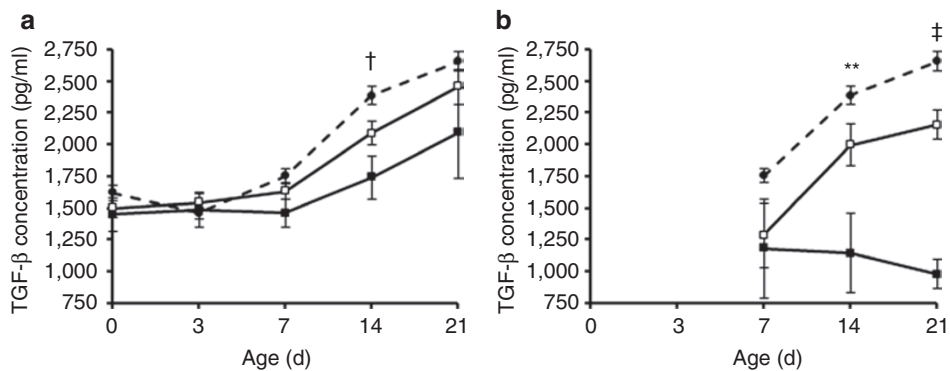 a
TGF-β concentration (pg/ml)
2,750
2,500
2,250
2,000
1,750
1,500
1,250
1,000
750
†
0 3 7 14 21
Age (d)
b
TGF-β concentration (pg/ml)
2,750
2,500
2,250
2,000
1,750
1,500
1,250
1,000
750
**
‡
0 3 7 14 21
Age (d)